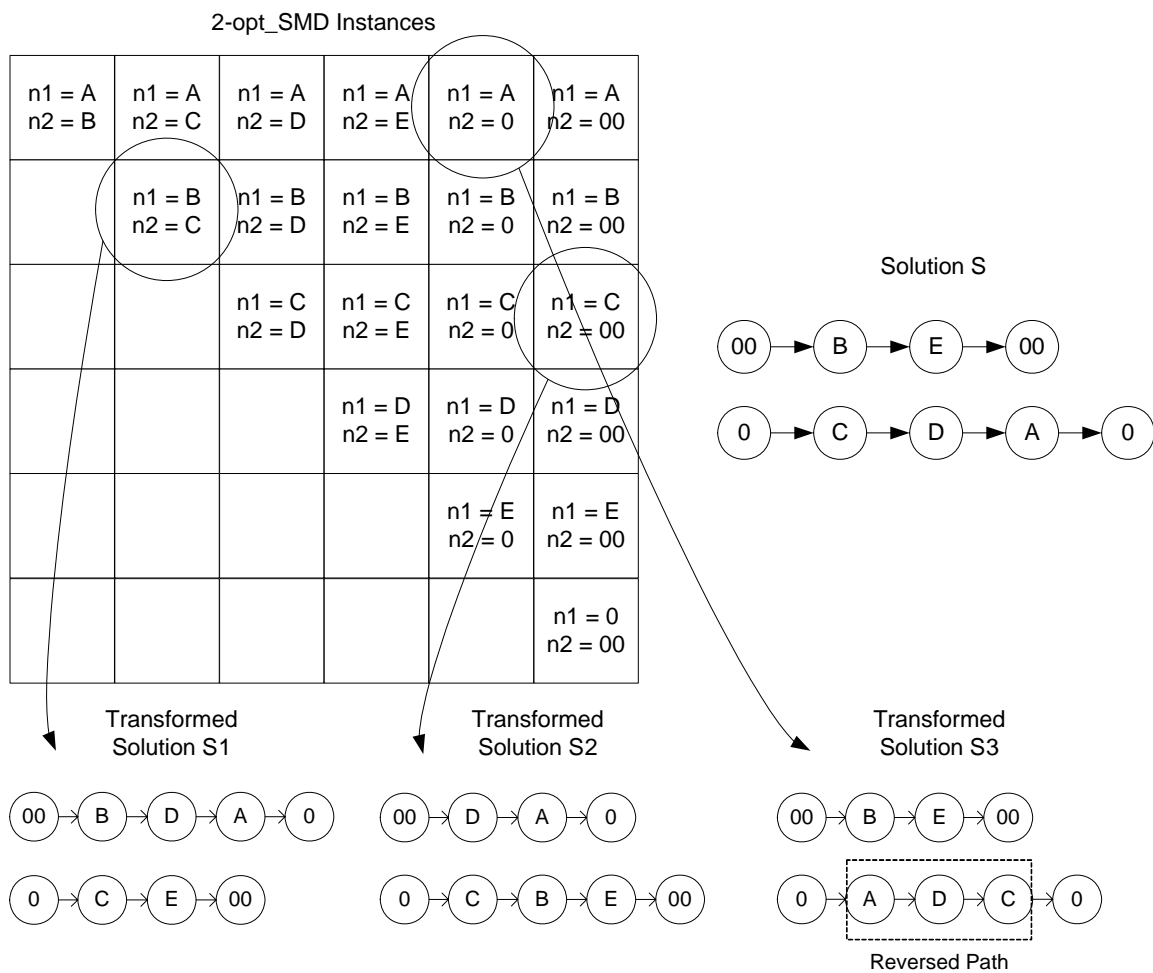 2-opt_SMD Instances
n1 = A n1 = A n1 = A n1 = A n1 = A n1 = A
n2 = B n2 = C n2 = D n2 = E n2 = 0 n2 = 00
n1 = B n1 = B n1 = B n1 = B n1 = B
n2 = C n2 = D n2 = E n2 = 0 n2 = 00
n1 = C n1 = C n1 = C n1 = C
n2 = D n2 = E n2 = 0 n2 = 00
n1 = D n1 = D n1 = D
n2 = E n2 = 0 n2 = 00
n1 = E n1 = E
n2 = 0 n2 = 00
n1 = 0
n2 = 00
Solution S
00 B E 00
0 C D A 0
Transformed
Solution S1
00 B D A 0
0 C E 00
Transformed
Solution S2
00 D A 0
0 C B E 00
Transformed
Solution S3
00 B E 00
0 A D C 0
Reversed Path